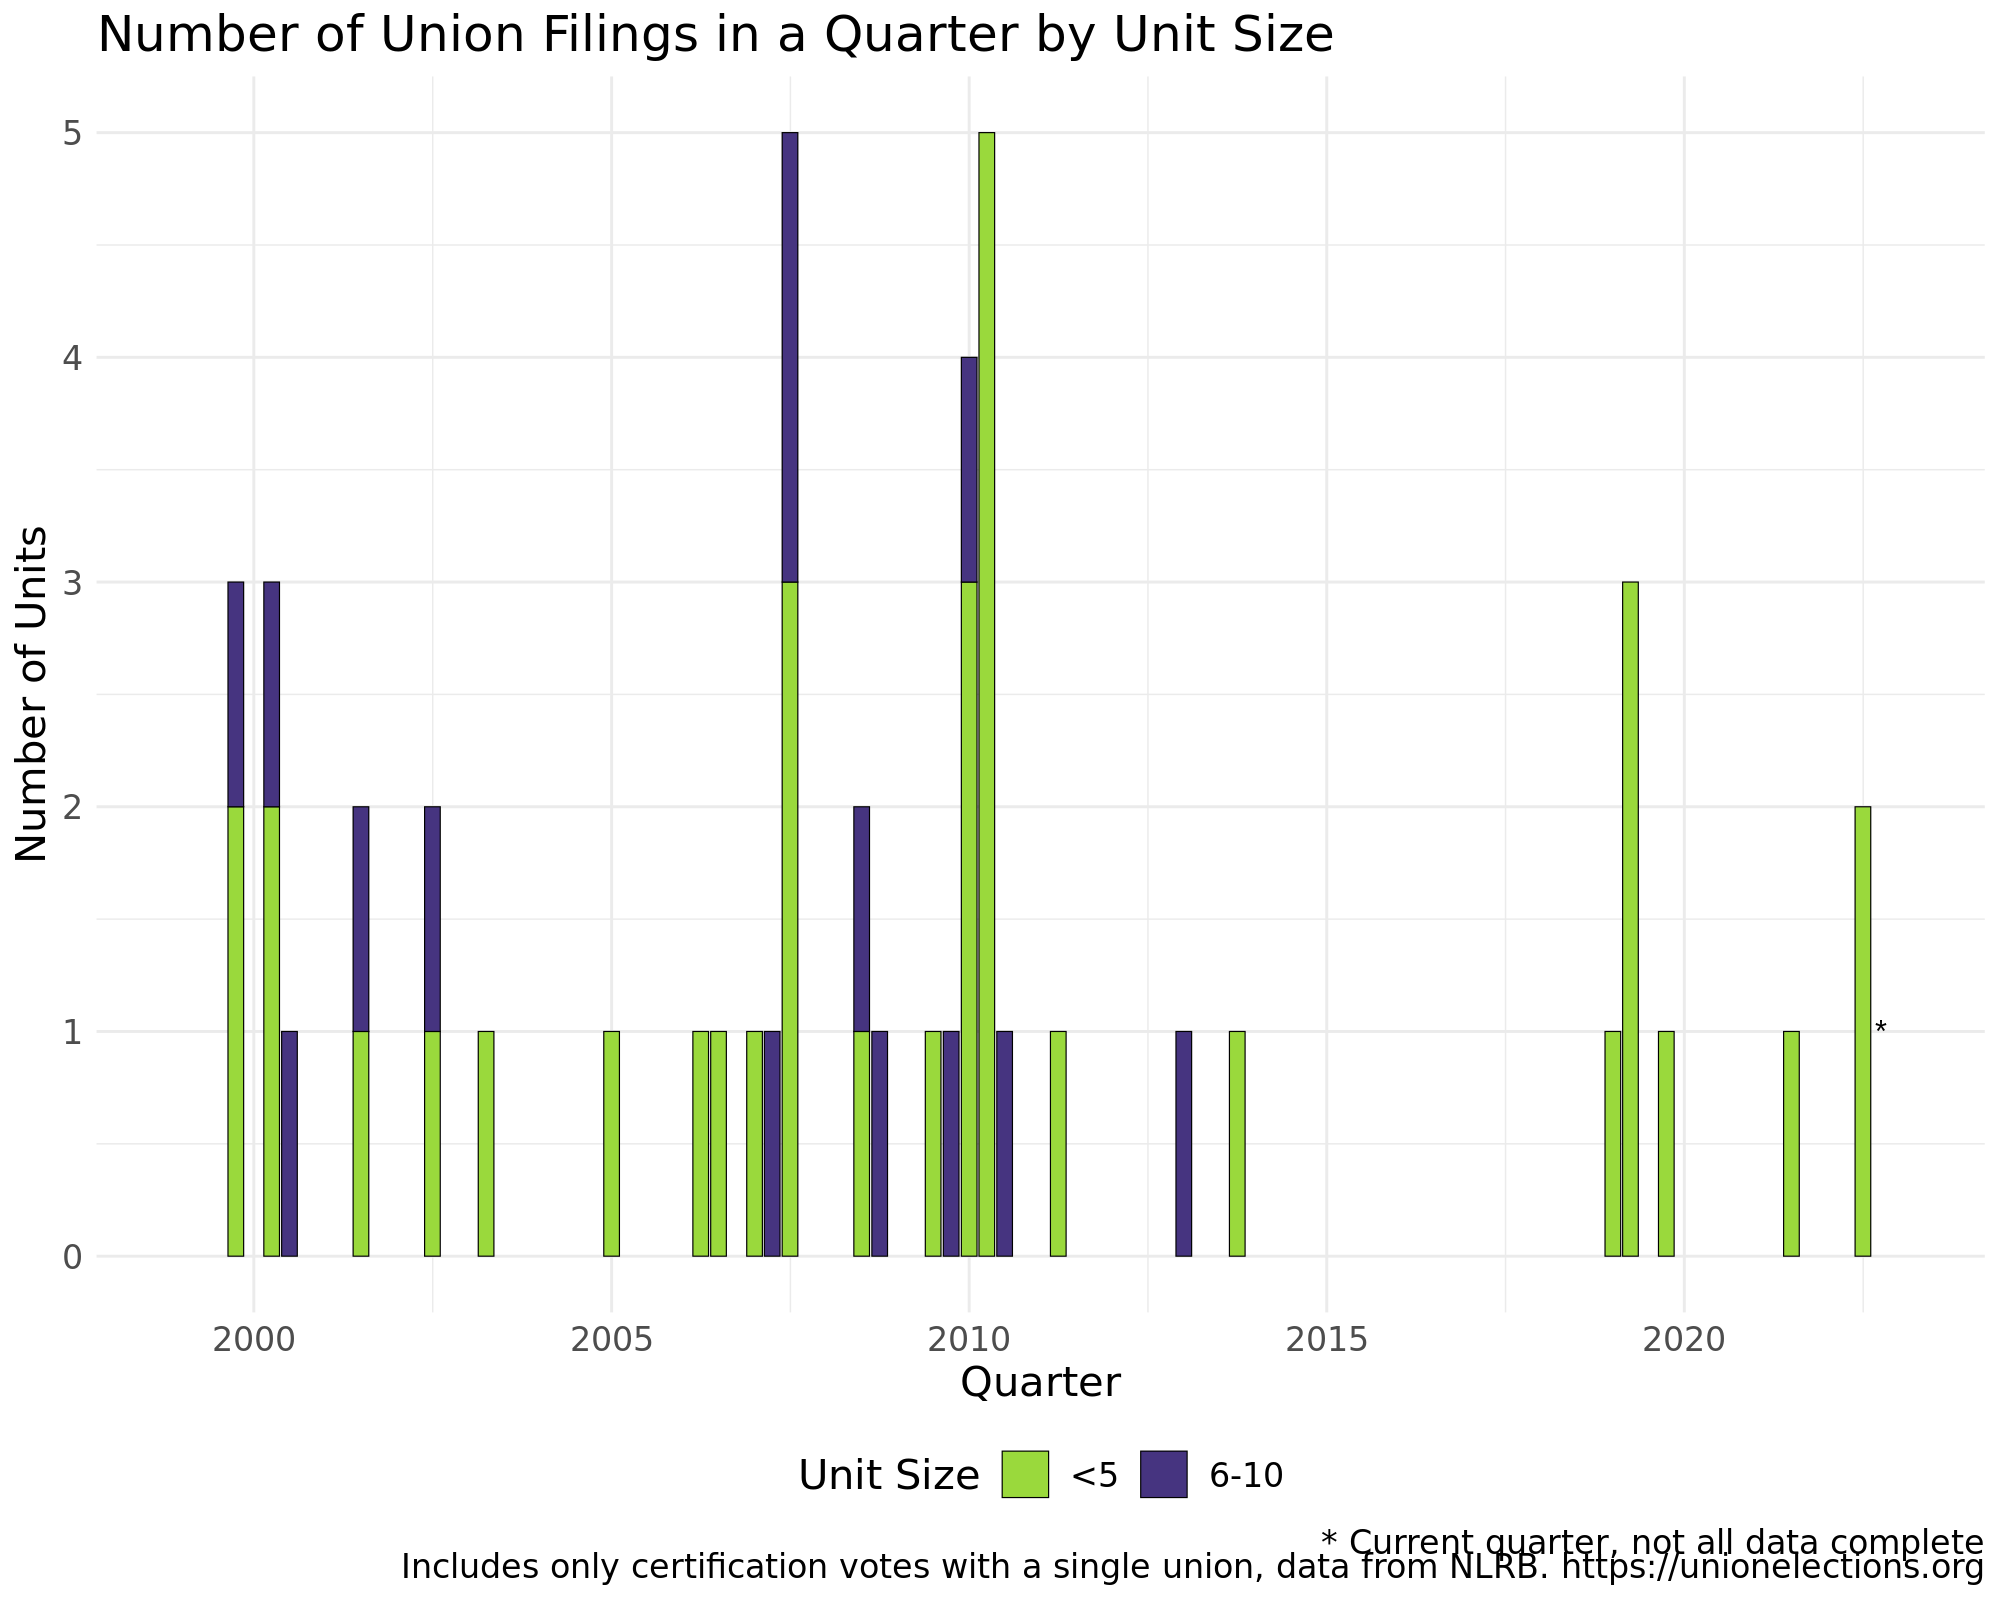 Number of Union Filings in a Quarter by Unit Size
Number of Units
5
4
3
2
1
0
*
2000 2005 2010 2015 2020
Quarter
Unit Size <5 6-10
* Current quarter, not all data complete
Includes only certification votes with a single union, data from NLRB. https://unionelections.org